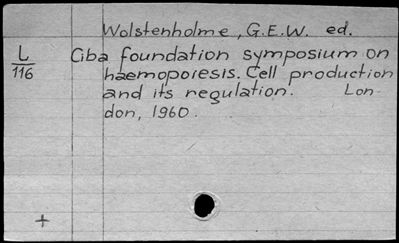 Wolstenholme, G.E.W. ed.
L
116
Ciba foundation symposium on
haemopoiesis. Cell production
and its regulation. Lon-
don, 1960.
+